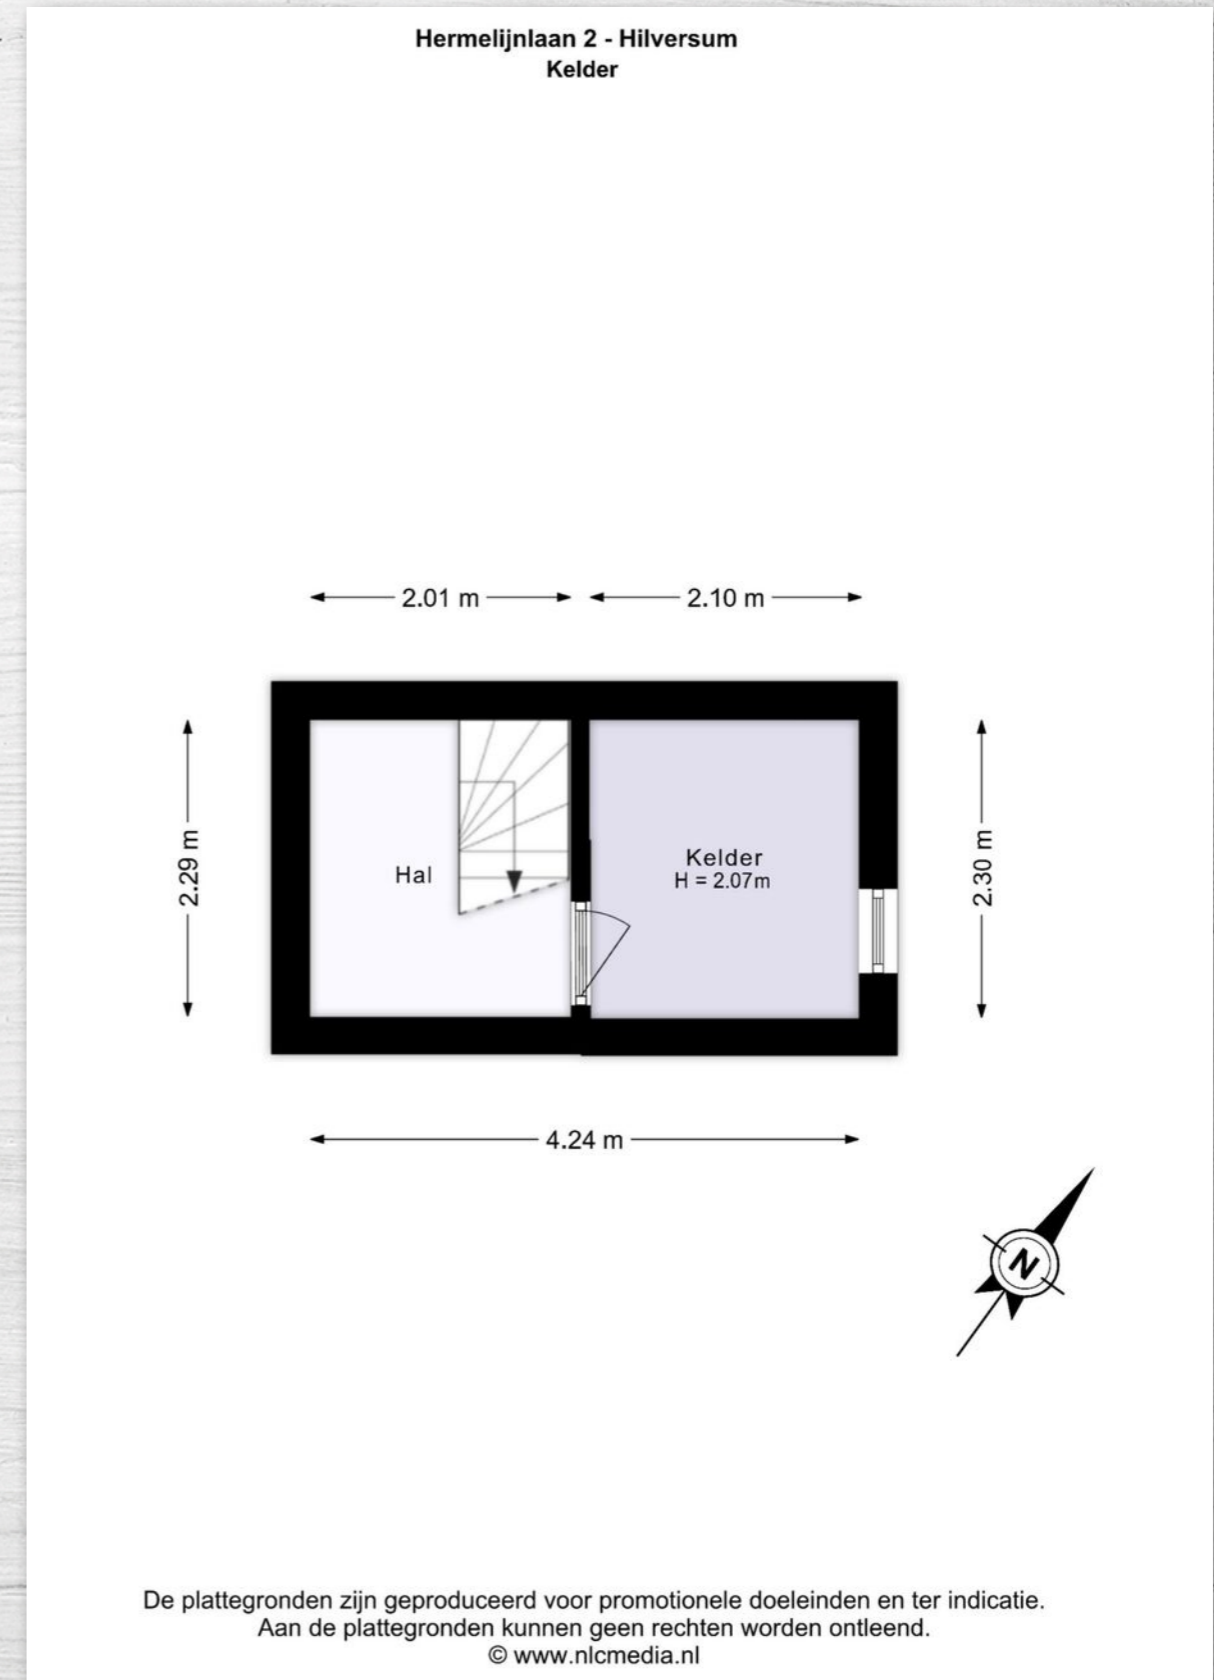 Hermelijnlaan 2 - Hilversum
Kelder
2.01 m
2.10 m
2.29 m
Hal
Kelder
H = 2.07m
2.30 m
4.24 m
N
De plattegronden zijn geproduceerd voor promotionele doeleinden en ter indicatie.
Aan de plattegronden kunnen geen rechten worden ontleend.
© www.nlcmedia.nl